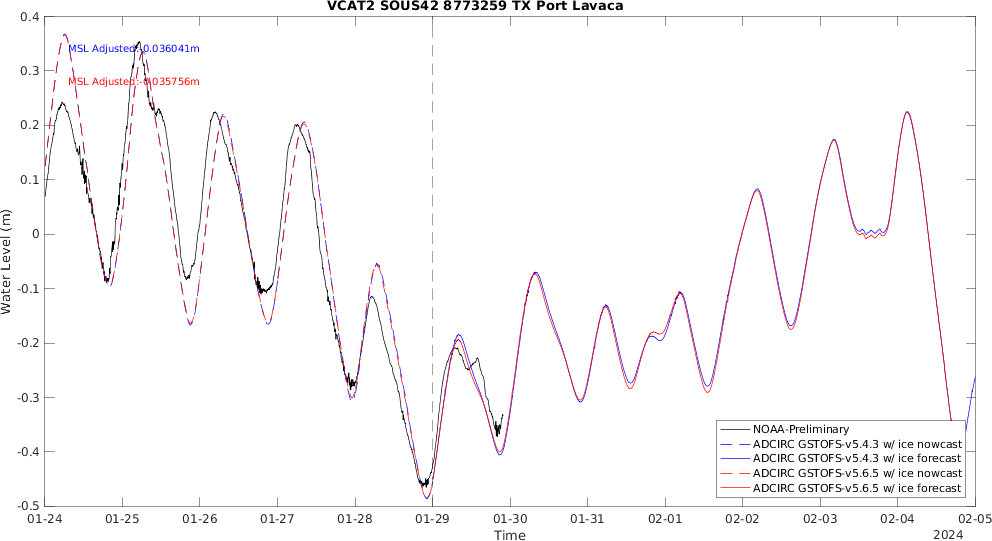 VCAT2 SOUS42 8773259 TX Port Lavaca
MSL Adjusted:-0.036041m
MSL Adjusted:-0.035756m
0.4
0.3
0.2
0.1
0
-0.1
-0.2
-0.3
-0.4
-0.5
Water Level (m)
NOAA-Preliminary
ADCIRC GSTOFS-v5.4.3 w/ ice nowcast
ADCIRC GSTOFS-v5.4.3 w/ ice forecast
ADCIRC GSTOFS-v5.6.5 w/ ice nowcast
ADCIRC GSTOFS-v5.6.5 w/ ice forecast
01-24 01-25 01-26 01-27 01-28 01-29 01-30 01-31 02-01 02-02 02-03 02-04 02-05
Time
2024